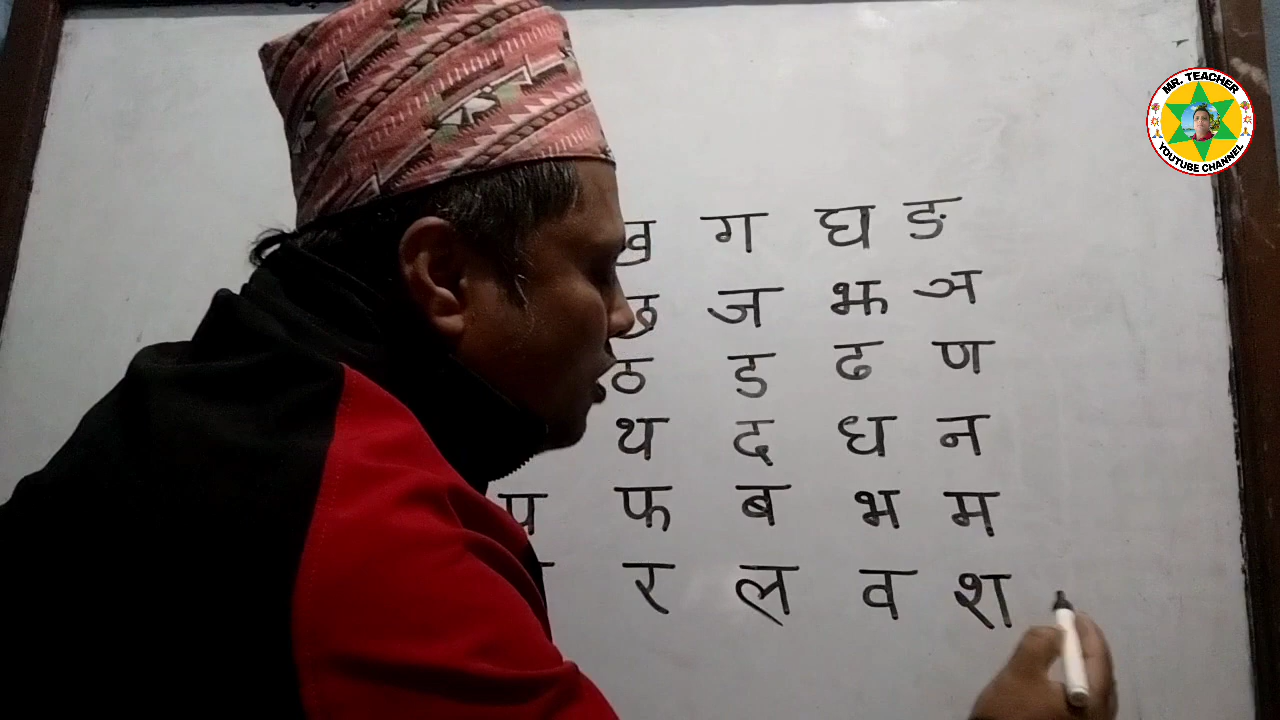 ख ग घ ङ
छ ज झ ञ
ठ ड ढ ण
थ द ध न
प फ ब भ म
र ल व श
MR. TEACHER
YOUTUBE CHANNEL